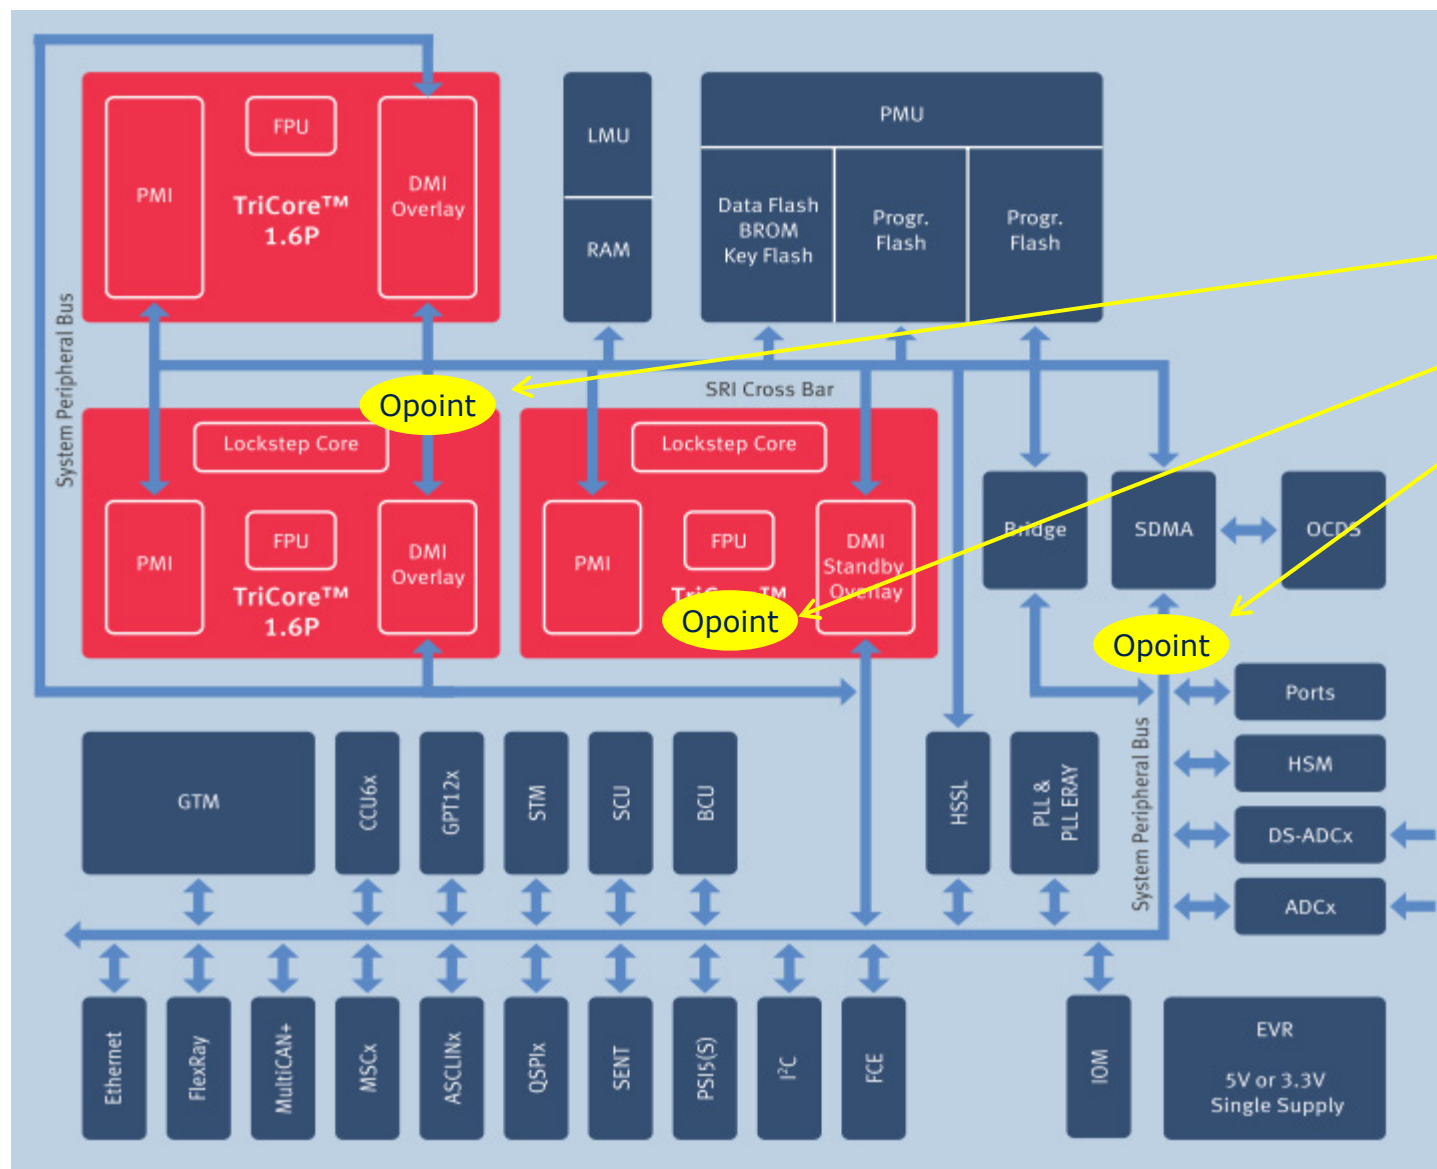 FPU
PMI
TriCore™
1.6P
DMI
Overlay
LMU
RAM
PMU
Data Flash
BROM
Key Flash
Progr.
Flash
Progr.
Flash
System Peripheral Bus
Opoint
SRI Cross Bar
Lockstep Core
PMI
FPU
TriCore™
1.6P
DMI
Overlay
Lockstep Core
PMI
FPU
DMI
Standby
Overlay
Opoint
Bridge
SDMA
OCDS
Opoint
Ports
HSM
DS-ADCx
ADCx
System Peripheral Bus
GTM
CCU6x
GPT12x
STM
SCU
BCU
HSSL
PLL &
PLL ERAY
Ethernet
FlexRay
MultiCAN+
MSCx
ASCLINx
QSPIx
SENT
PSI5(S)
I²C
FCE
IOM
EVR
5V or 3.3V
Single Supply